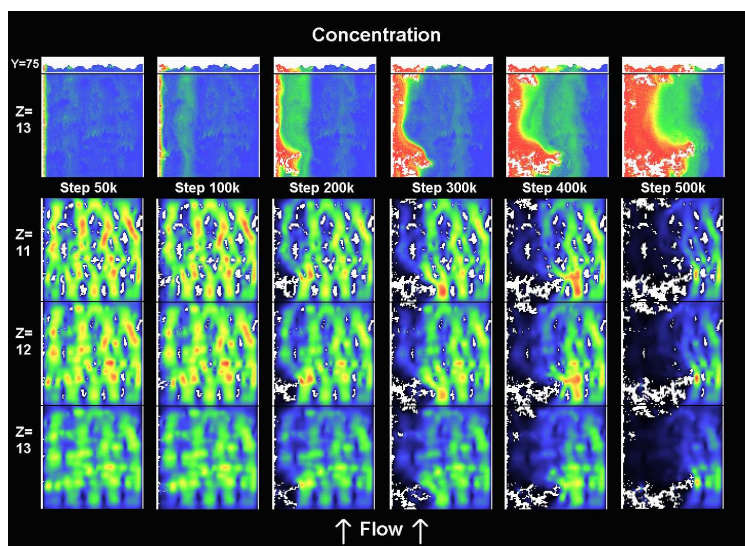 Concentration
Y=75
Z=
13
Step 50k Step 100k Step 200k Step 300k Step 400k Step 500k
Z=
11
Z=
12
Z=
13
↑ Flow ↑